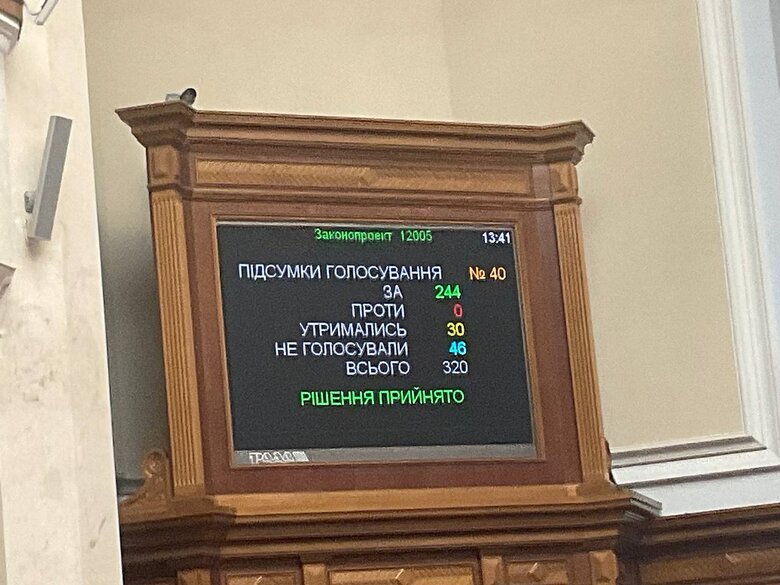 Законопроект 12005 13:41
ПІДСУМКИ ГОЛОСУВАННЯ № 40
ЗА 244
ПРОТИ 0
УТРИМАЛИСЬ 30
НЕ ГОЛОСУВАЛИ 46
ВСЬОГО 320
РІШЕННЯ ПРИЙНЯТО